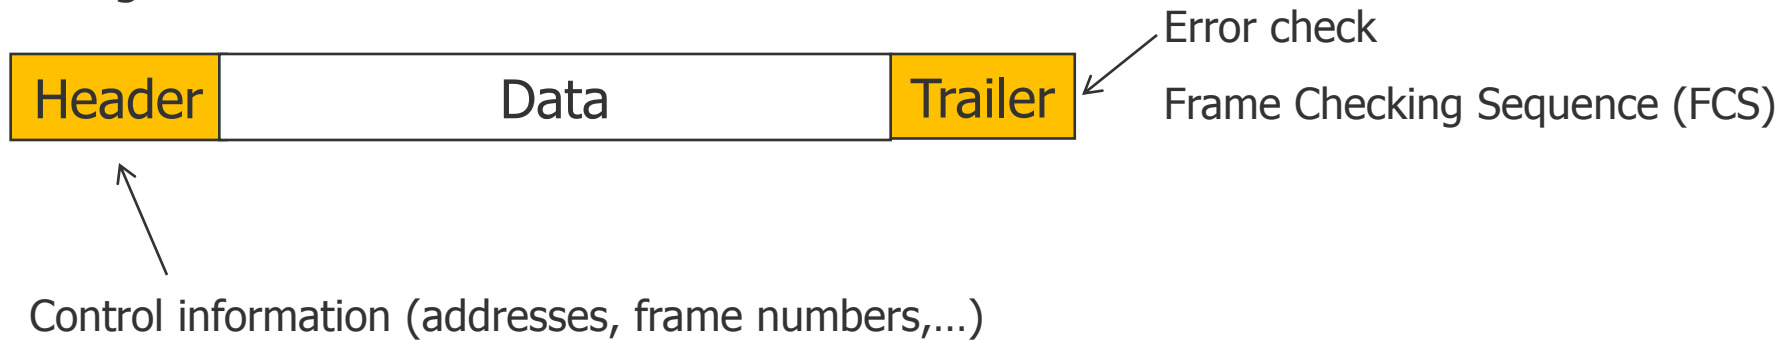 Error check
Header Data Trailer
Frame Checking Sequence (FCS)
Control information (addresses, frame numbers,...)